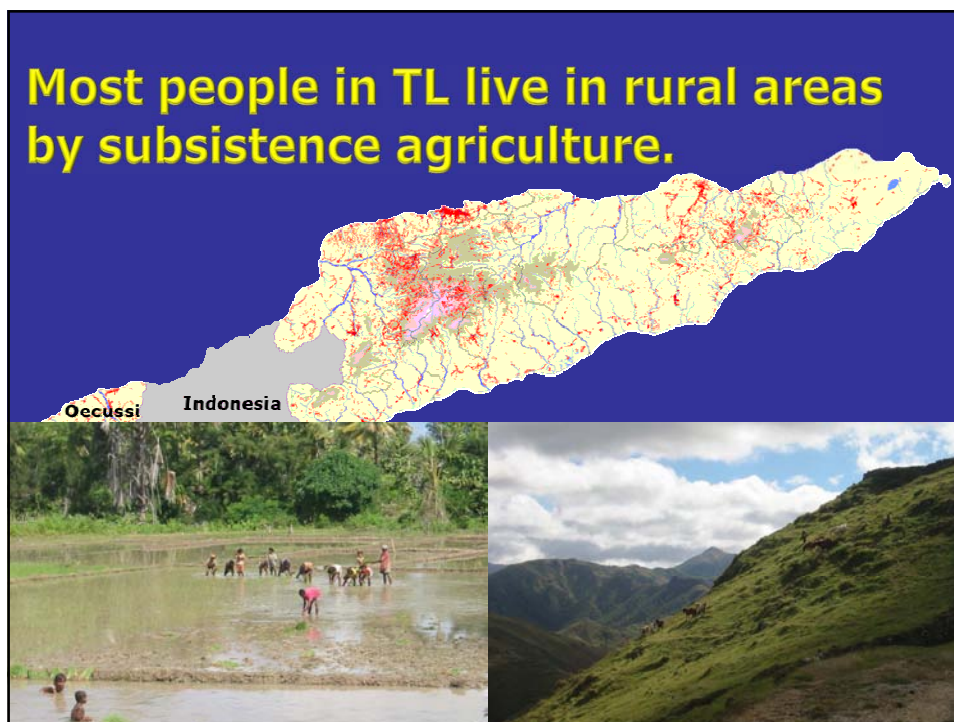 Most people in TL live in rural areas
by subsistence agriculture.
Oecussi
Indonesia